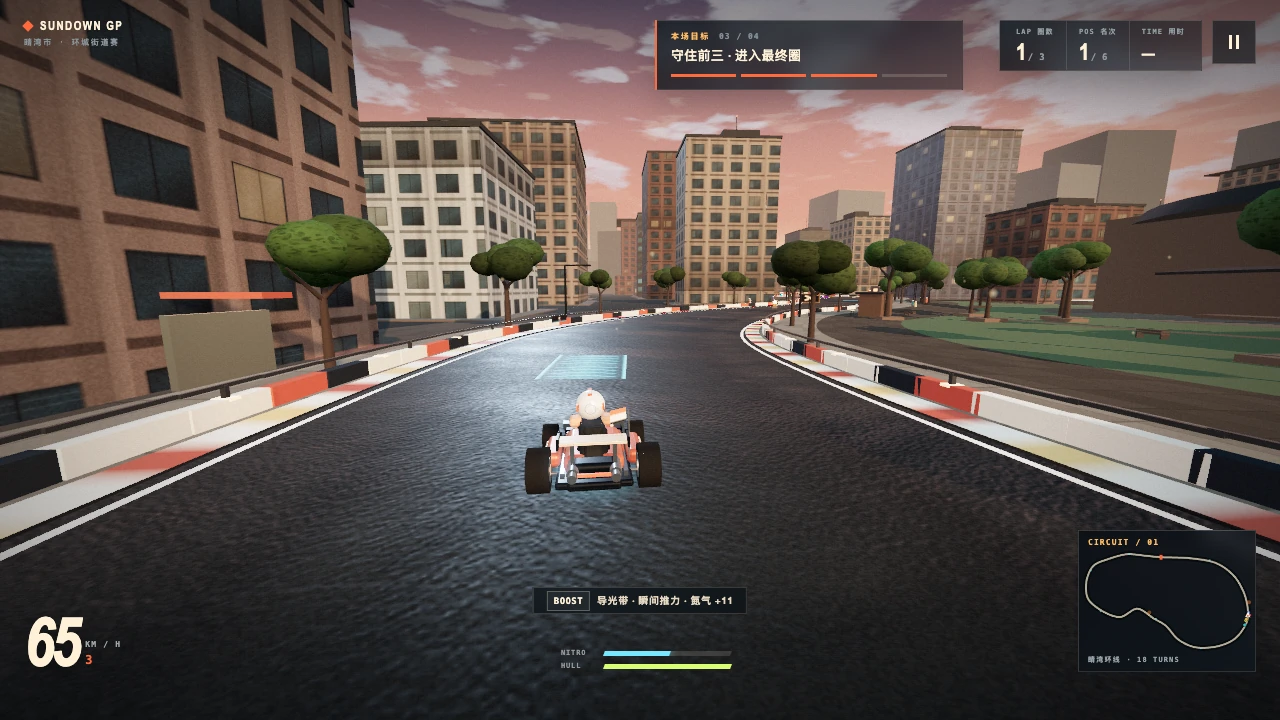 SUNDOWN GP
晴湾市 · 环城街道赛
本场目标 03 / 04
守住前三 · 进入最终圈
LAP 圈数
1 / 3
POS 名次
1 / 6
TIME 用时
—
BOOST 导光带 · 瞬间推力 · 氮气 +11
65 KM / H
3
NITRO
HULL
CIRCUIT / 01
晴湾环线 · 18 TURNS